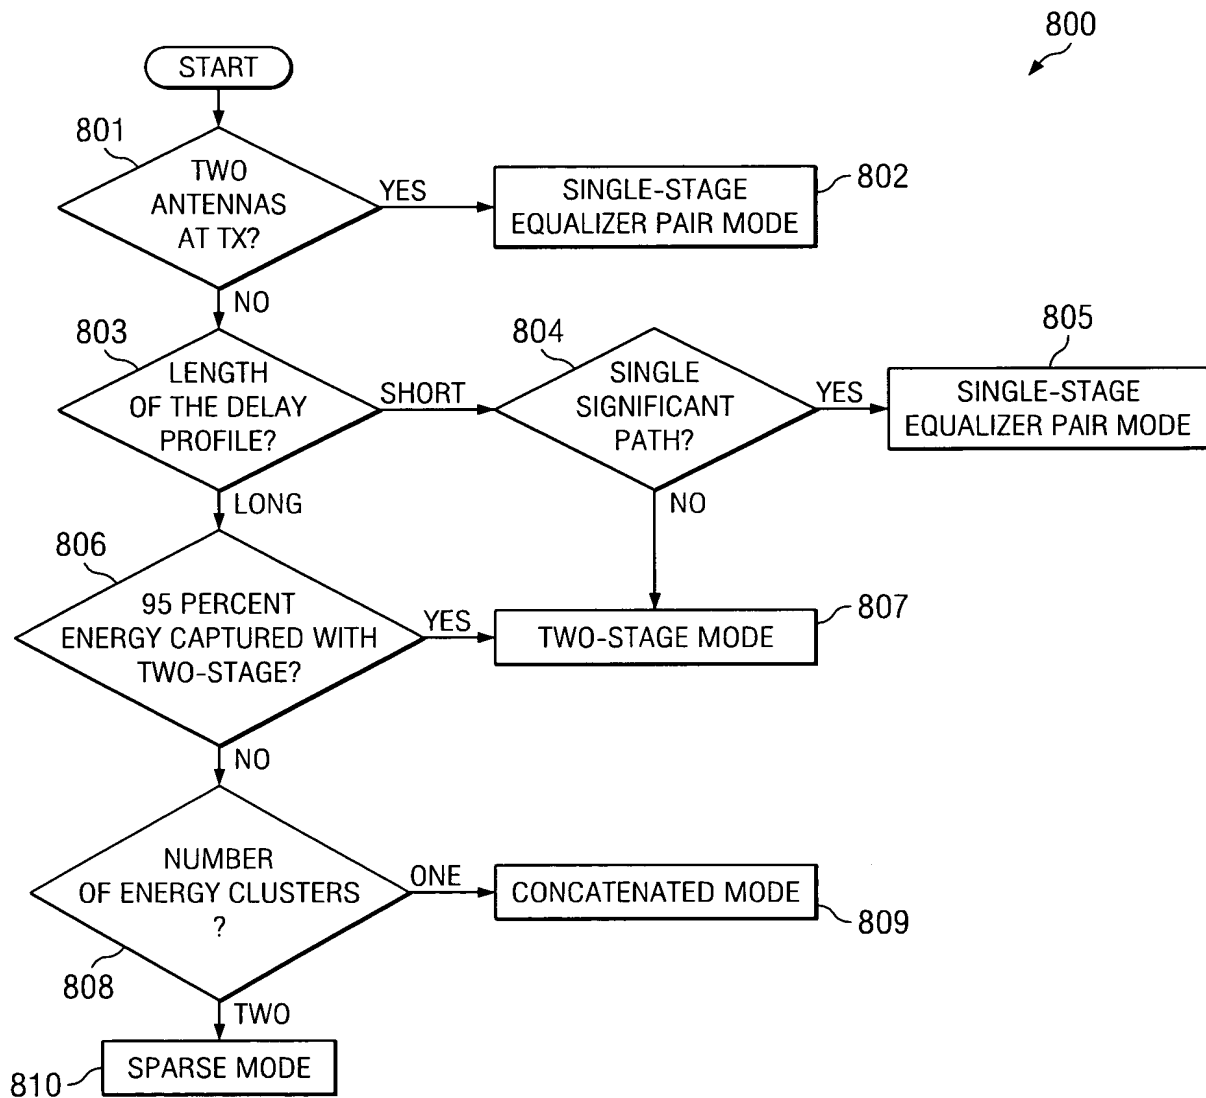 800
START
801
TWO
ANTENNAS
AT TX?
YES
SINGLE-STAGE
EQUALIZER PAIR MODE
802
NO
803
LENGTH
OF THE DELAY
PROFILE?
SHORT
804
SINGLE
SIGNIFICANT
PATH?
YES
805
SINGLE-STAGE
EQUALIZER PAIR MODE
LONG
NO
806
95 PERCENT
ENERGY CAPTURED WITH
TWO-STAGE?
YES
TWO-STAGE MODE
807
NO
NUMBER
OF ENERGY CLUSTERS
?
808
ONE
CONCATENATED MODE
809
TWO
SPARSE MODE
810